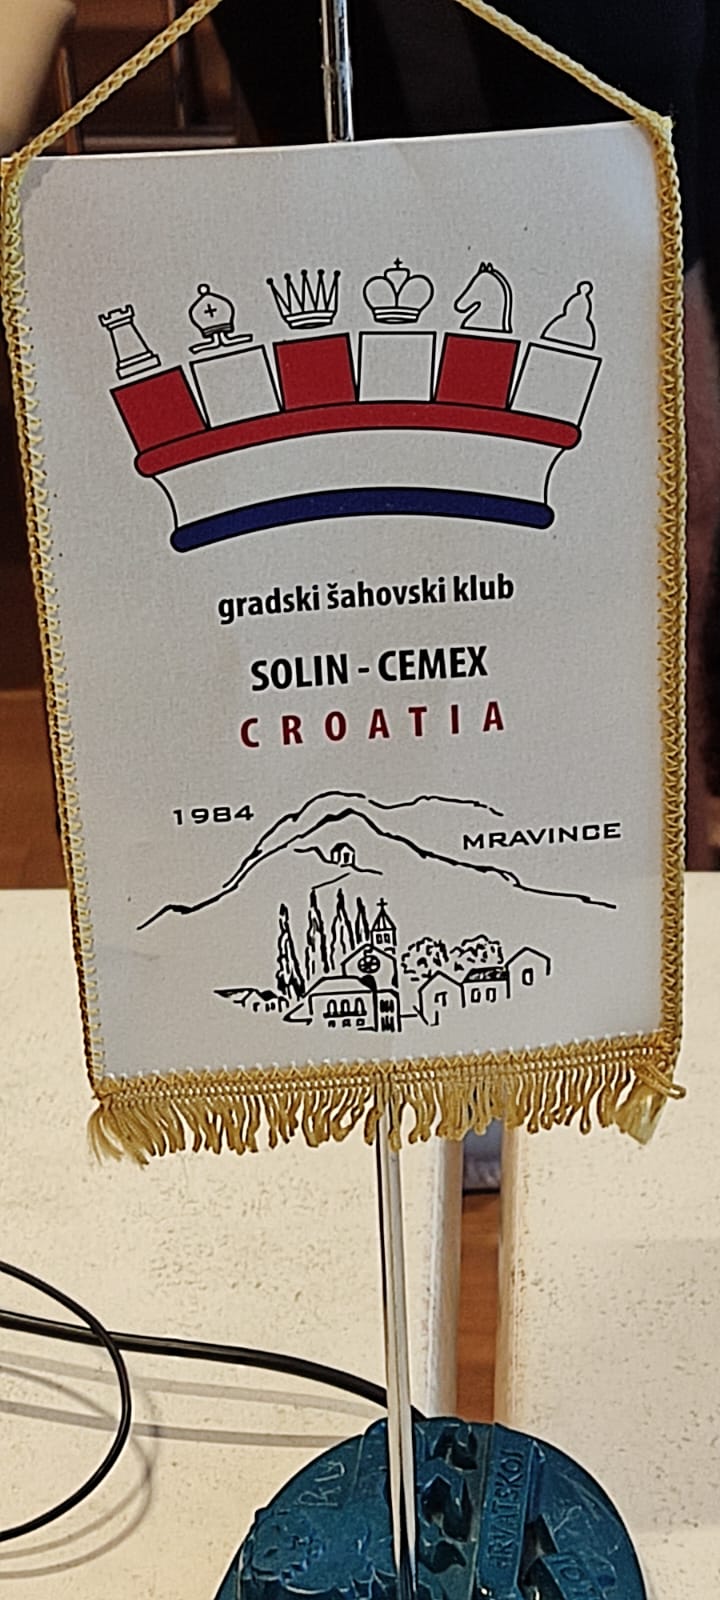 gradski šahovski klub
SOLIN - CEMEX
CROATIA
1984
MRAVINCE